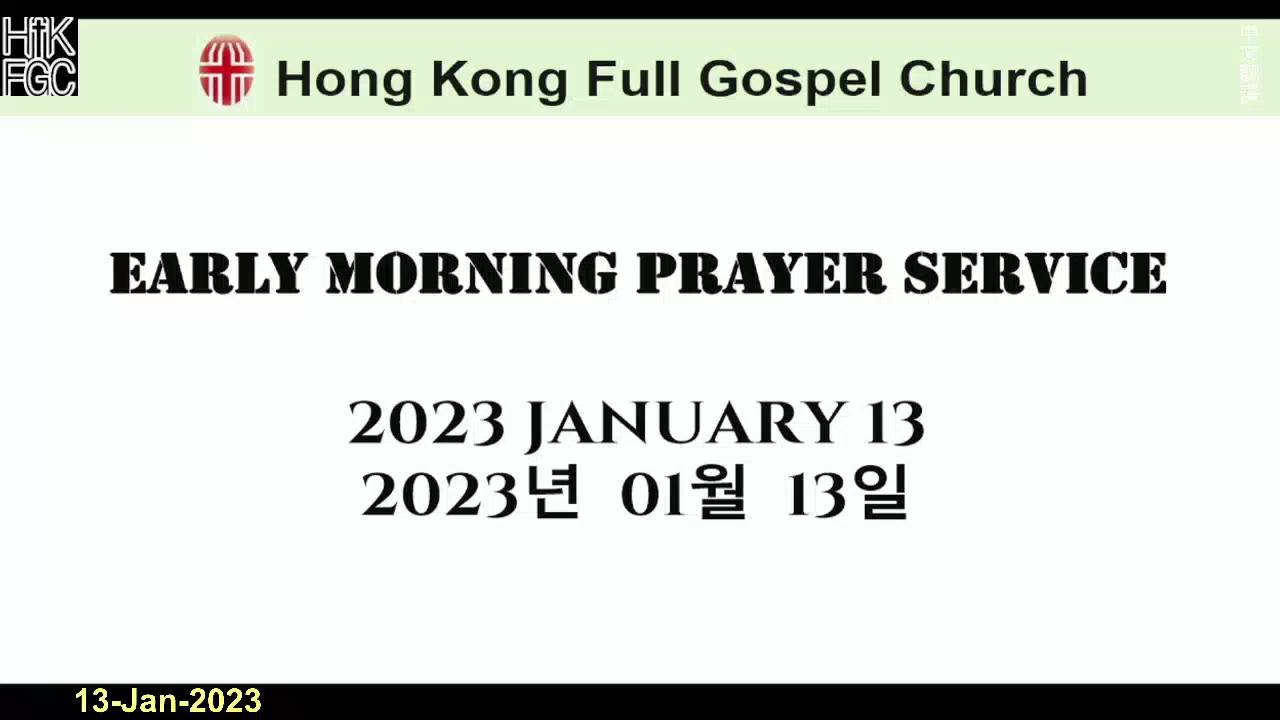 HfK
FGC
Hong Kong Full Gospel Church
EARLY MORNING PRAYER SERVICE
2023 JANUARY 13
2023년 01월 13일
13-Jan-2023